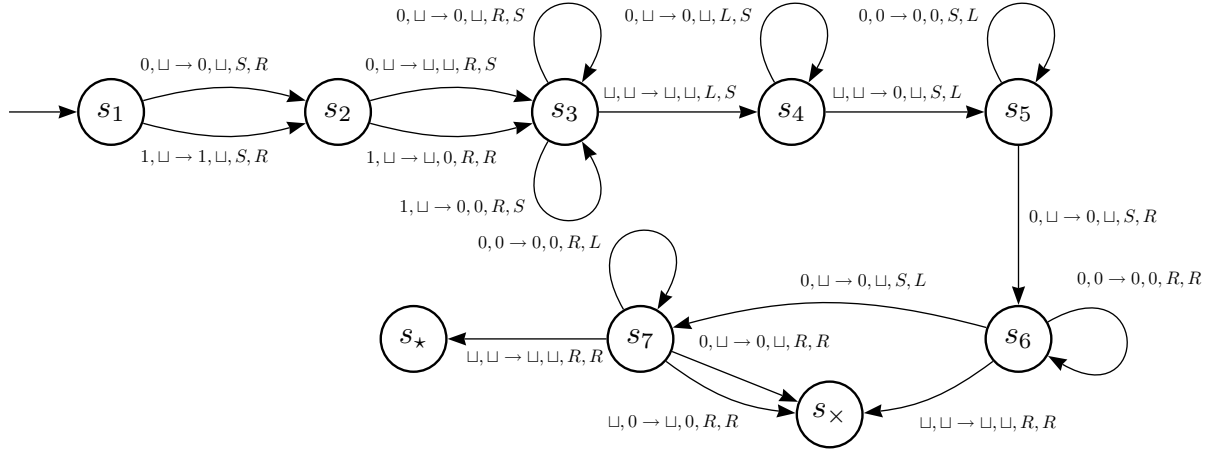 0, ⊔ → 0, ⊔, R, S
0, ⊔ → 0, ⊔, L, S
0, 0 → 0, 0, S, L
0, ⊔ → 0, ⊔, S, R
0, ⊔ → ⊔, ⊔, R, S
⊔, ⊔ → ⊔, ⊔, L, S
⊔, ⊔ → 0, ⊔, S, L
s₁
s₂
s₃
s₄
s₅
1, ⊔ → 1, ⊔, S, R
1, ⊔ → ⊔, 0, R, R
1, ⊔ → 0, 0, R, S
0, ⊔ → 0, ⊔, S, R
0, 0 → 0, 0, R, L
0, ⊔ → 0, ⊔, S, L
0, 0 → 0, 0, R, R
s⋆
s₇
s₆
0, ⊔ → 0, ⊔, R, R
⊔, ⊔ → ⊔, ⊔, R, R
s×
⊔, 0 → ⊔, 0, R, R
⊔, ⊔ → ⊔, ⊔, R, R